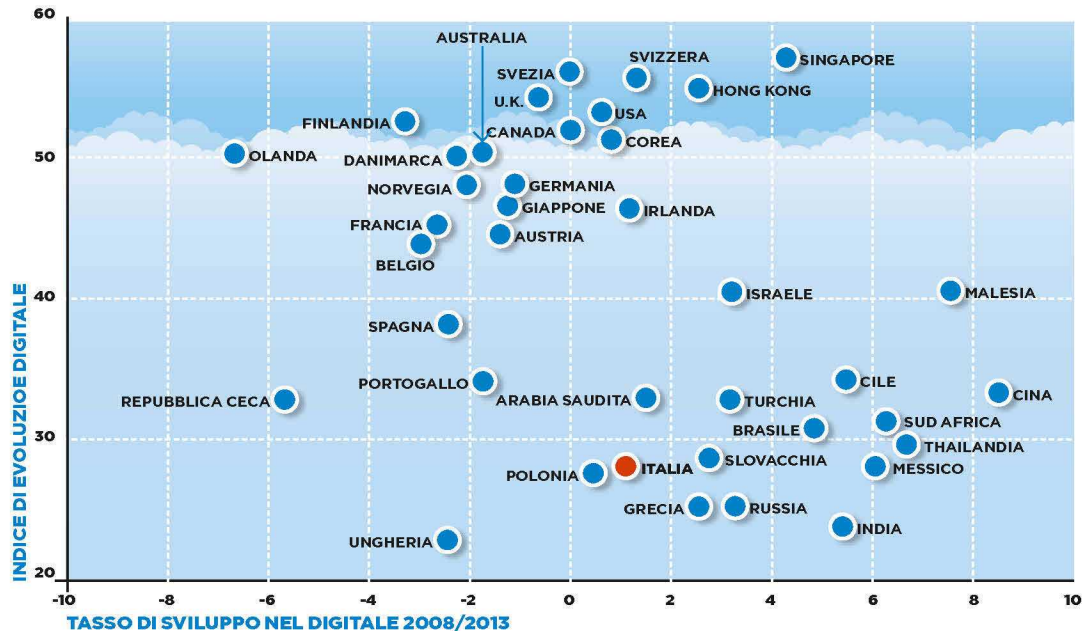 60
50
40
30
20
INDICE DI EVOLUZIOE DIGITALE
AUSTRALIA
SVIZZERA
SVEZIA
SINGAPORE
U.K.
HONG KONG
USA
FINLANDIA
CANADA
COREA
OLANDA
DANIMARCA
NORVEGIA
GERMANIA
GIAPPONE
IRLANDA
FRANCIA
AUSTRIA
BELGIO
ISRAELE
MALESIA
SPAGNA
PORTOGALLO
CILE
REPUBBLICA CECA
ARABIA SAUDITA
TURCHIA
CINA
BRASILE
SUD AFRICA
THAILANDIA
POLONIA
ITALIA
SLOVACCHIA
MESSICO
GRECIA
RUSSIA
INDIA
UNGHERIA
-10 -8 -6 -4 -2 0 2 4 6 8 10
TASSO DI SVILUPPO NEL DIGITALE 2008/2013